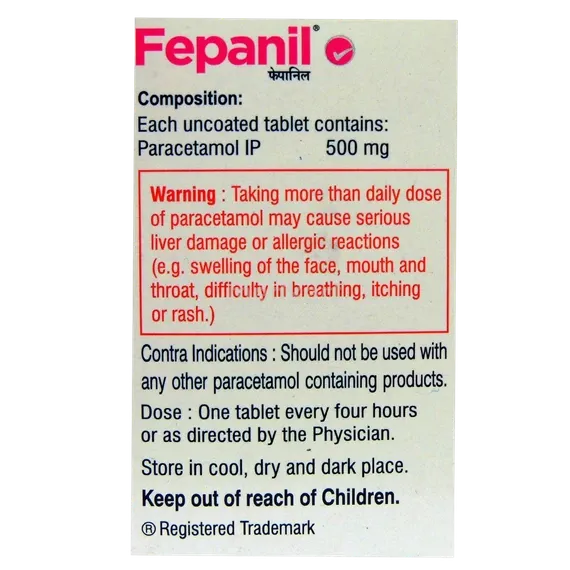 Fepanil®
फेपानिल
Composition:
Each uncoated tablet contains:
Paracetamol IP 500 mg
Warning : Taking more than daily dose
of paracetamol may cause serious
liver damage or allergic reactions
(e.g. swelling of the face, mouth and
throat, difficulty in breathing, itching
or rash.)
Contra Indications : Should not be used with
any other paracetamol containing products.
Dose : One tablet every four hours
or as directed by the Physician.
Store in cool, dry and dark place.
Keep out of reach of Children.
® Registered Trademark